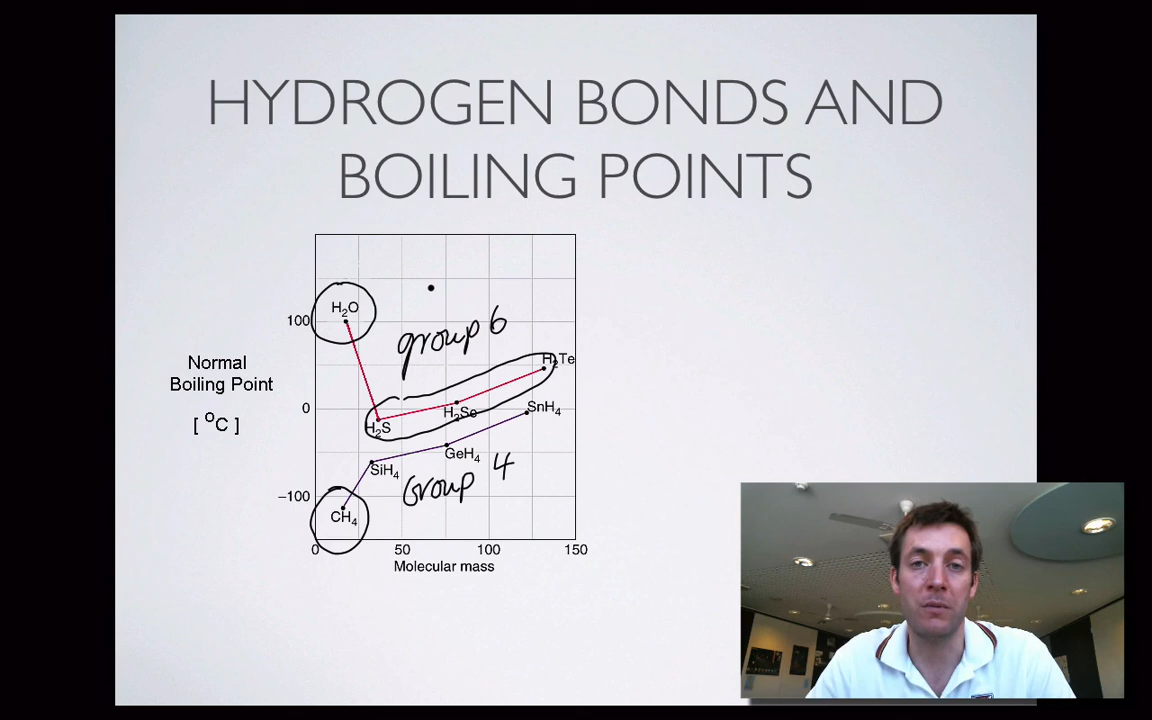 HYDROGEN BONDS AND
BOILING POINTS
H₂O
100
group 6
Normal
Boiling Point
[ °C ]
H₂Te
0
H₂Se
SnH₄
H₂S
GeH₄
SiH₄
Group 4
−100
CH₄
0 50 100 150
Molecular mass